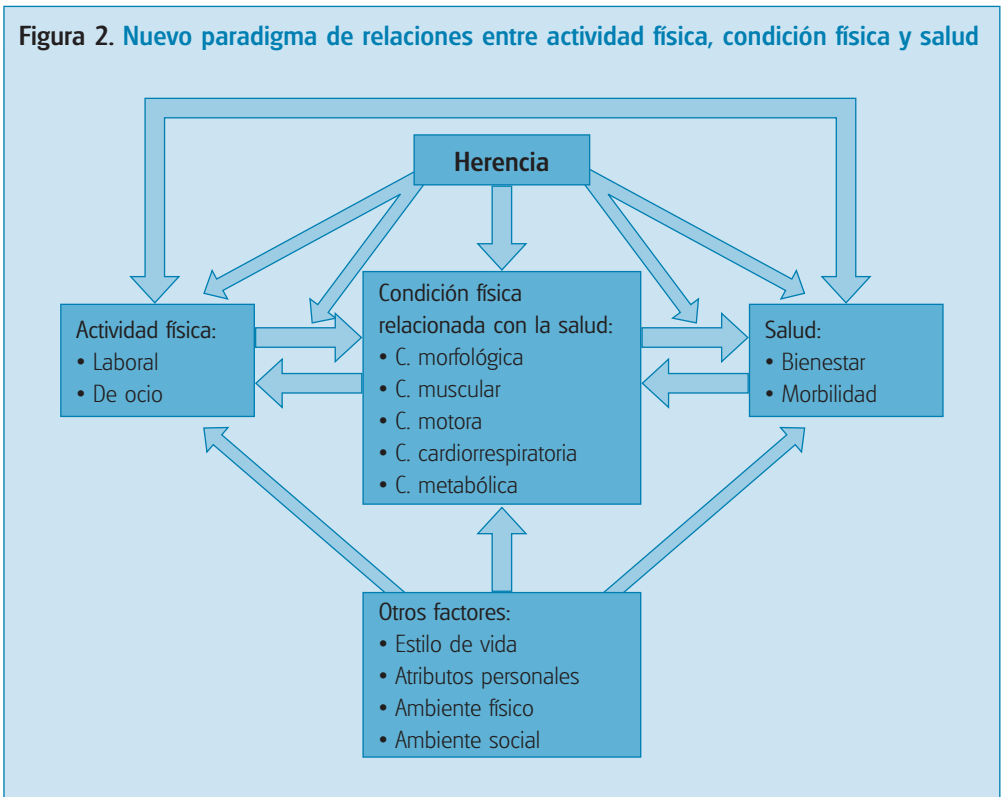 Figura 2. Nuevo paradigma de relaciones entre actividad física, condición física y salud
Herencia
Actividad física:
• Laboral
• De ocio
Condición física
relacionada con la salud:
• C. morfológica
• C. muscular
• C. motora
• C. cardiorrespiratoria
• C. metabólica
Salud:
• Bienestar
• Morbilidad
Otros factores:
• Estilo de vida
• Atributos personales
• Ambiente físico
• Ambiente social